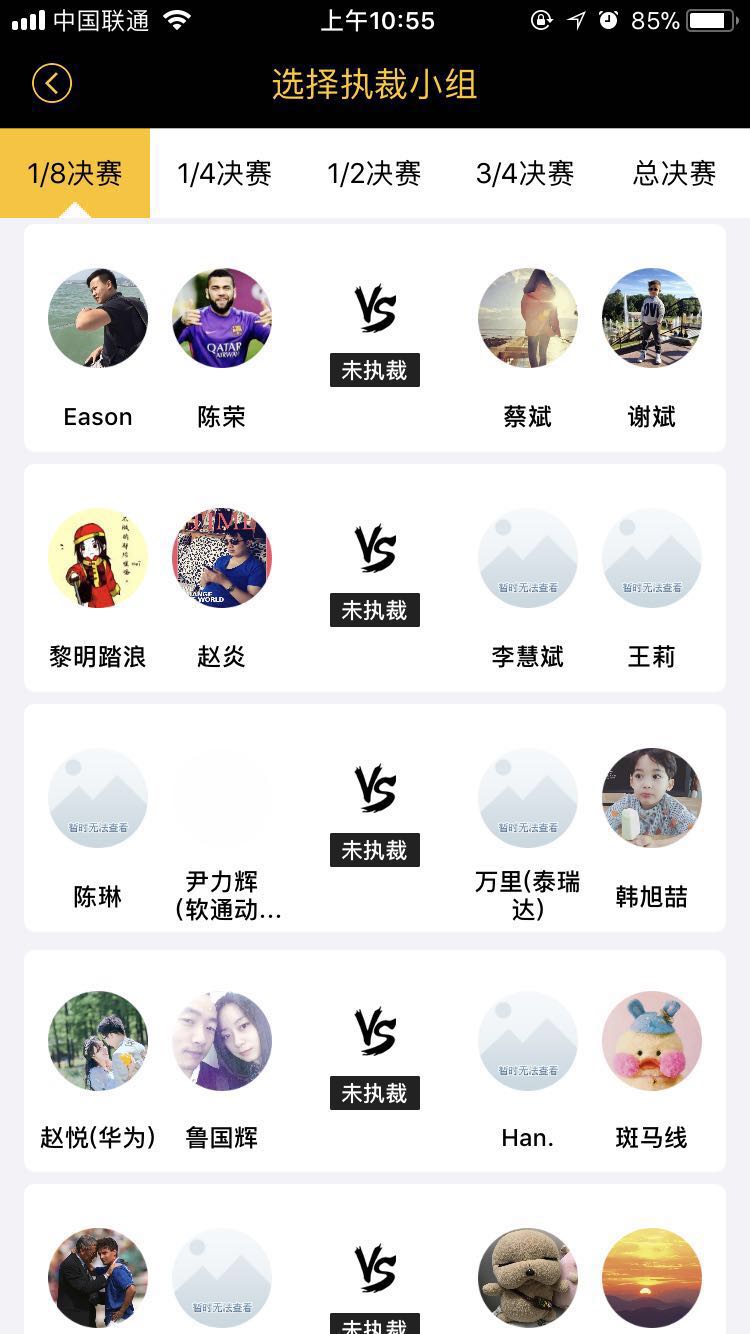 中国联通
上午10:55
85%
选择执裁小组
1/8决赛
1/4决赛
1/2决赛
3/4决赛
总决赛
QATAR
AIRWAYS
VS
未执裁
Eason
陈荣
蔡斌
谢斌
VS
未执裁
暂时无法查看
暂时无法查看
黎明踏浪
赵炎
李慧斌
王莉
暂时无法查看
VS
未执裁
暂时无法查看
陈琳
尹力辉
(软通动...
万里(泰瑞
达)
韩旭喆
VS
未执裁
暂时无法查看
赵悦(华为)
鲁国辉
Han.
斑马线
暂时无法查看
VS
未执裁